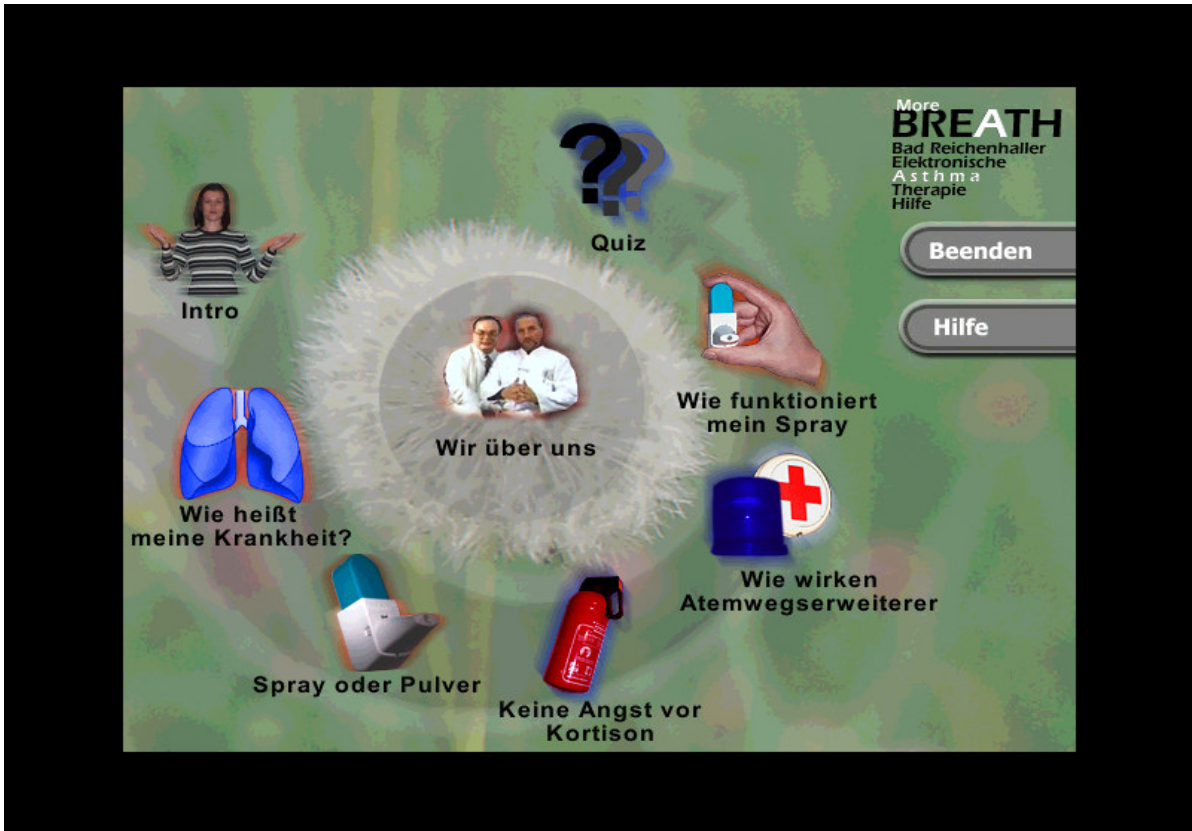 More
BREATH
Bad Reichenhaller
Elektronische
Asthma
Therapie
Hilfe
Beenden
Hilfe
Quiz
Intro
Wir über uns
Wie funktioniert
mein Spray
Wie heißt
meine Krankheit?
Wie wirken
Atemwegserweiterer
Spray oder Pulver
Keine Angst vor
Kortison